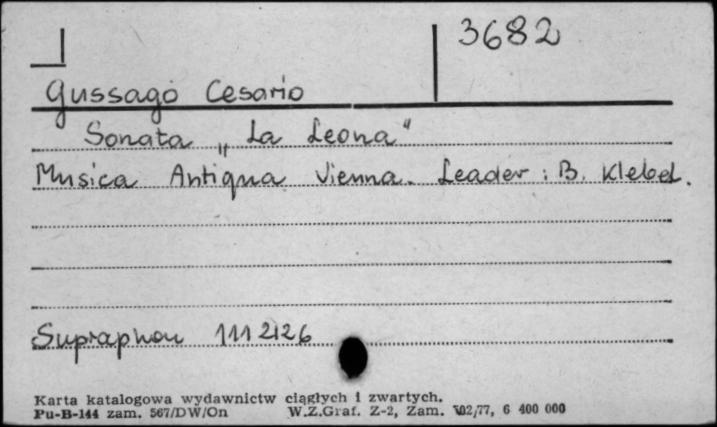 3682
Gussago Cesario
Sonata „La Leona"
Musica Antiqua Vienna. Leader: B. Klebel.
Supraphon 1112126
Karta katalogowa wydawnictw ciągłych i zwartych.
Pu-B-144 zam. 567/DW/On W.Z.Graf. Z-2, Zam. 102/77, 6 400 000